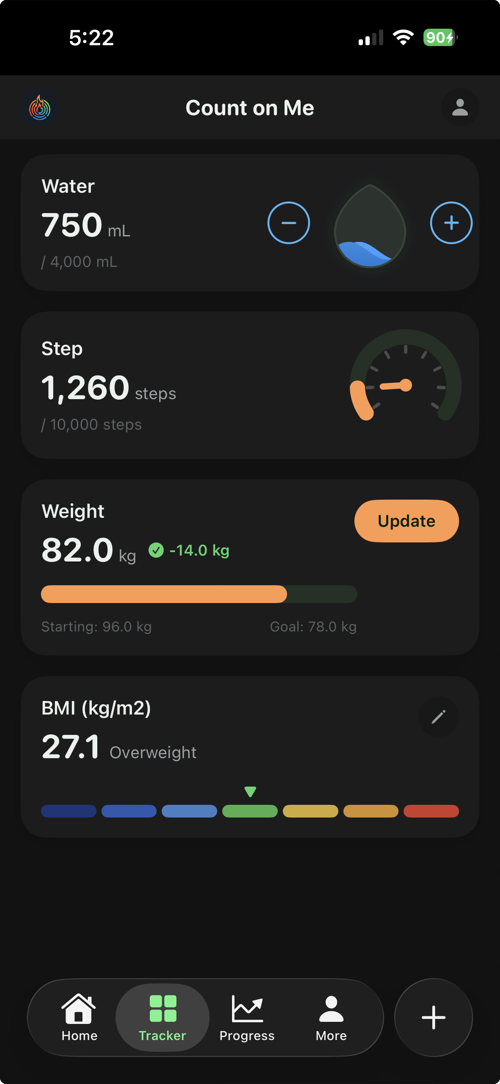 5:22
90
Count on Me
Water
750 mL
/ 4,000 mL
Step
1,260 steps
/ 10,000 steps
Weight
Update
82.0 kg -14.0 kg
Starting: 96.0 kg Goal: 78.0 kg
BMI (kg/m2)
27.1 Overweight
Home Tracker Progress More